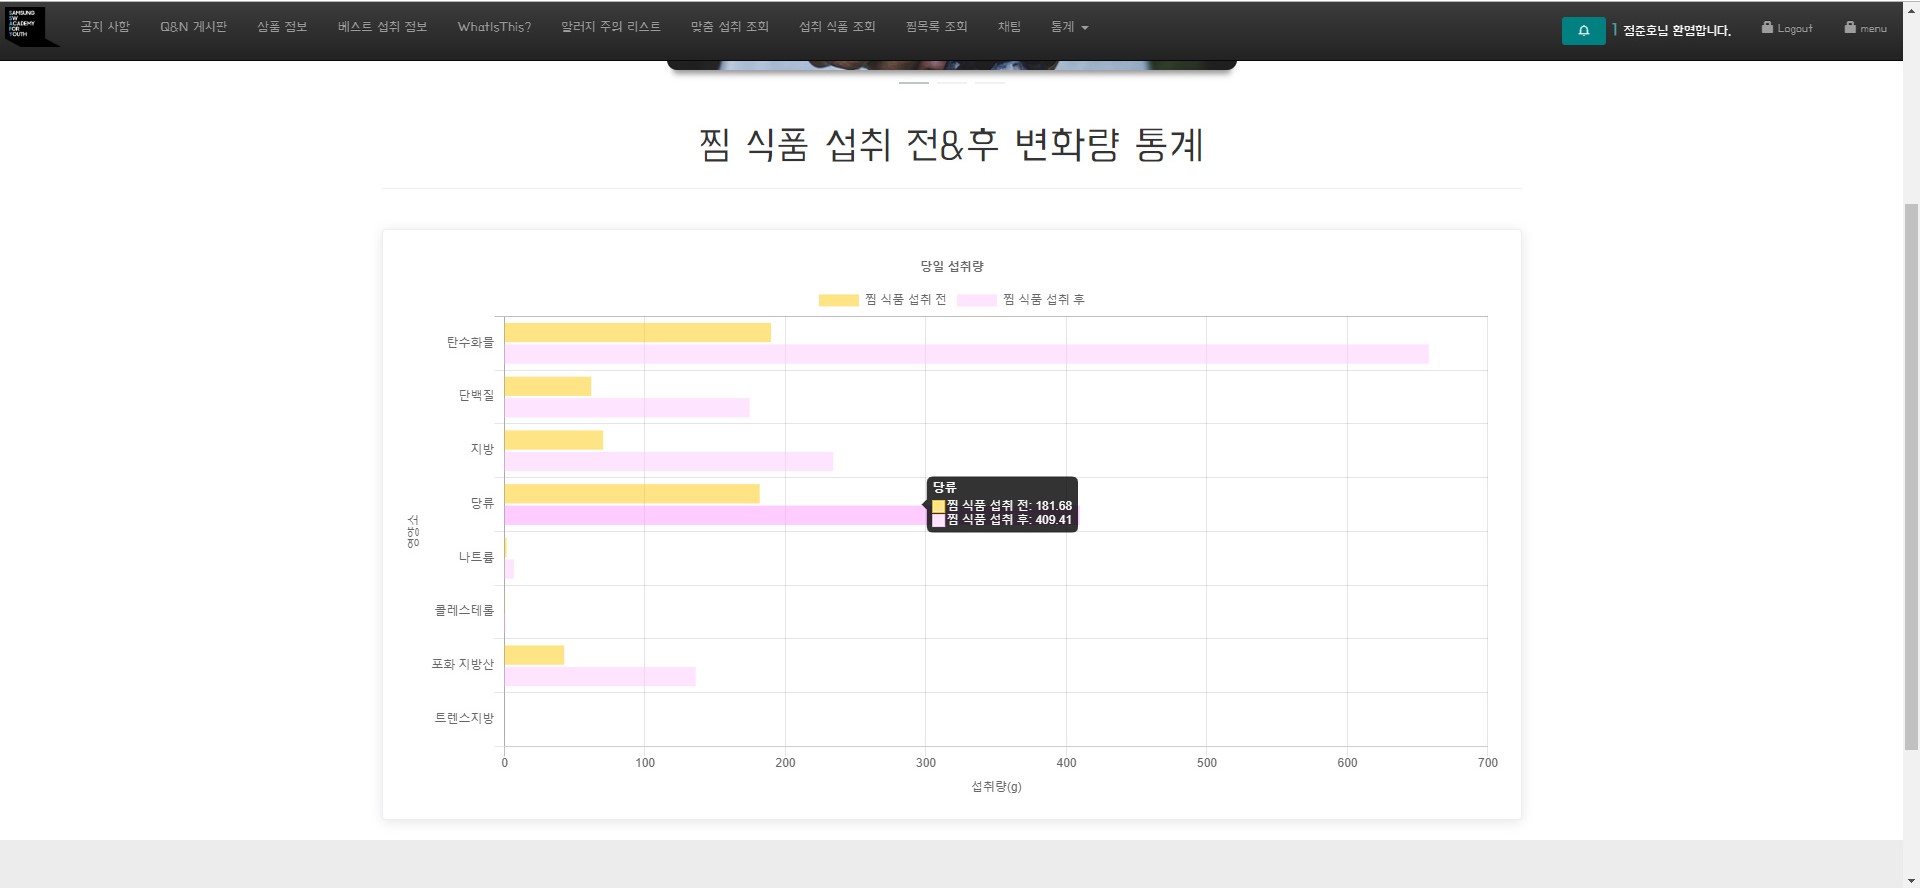 SAMSUNG
SW
ACADEMY
FOR
YOUTH
공지 사항 Q&N 게시판 상품 정보 베스트 섭취 정보 WhatIsThis? 알러지 주의 리스트 맞춤 섭취 조회 섭취 식품 조회 찜목록 조회 채팅 통계 1 점준호님 환영합니다. Logout menu
찜 식품 섭취 전&후 변화량 통계
당일 섭취량
찜 식품 섭취 전 찜 식품 섭취 후
탄수화물
단백질
지방
당류
당류
찜 식품 섭취 전: 181.68
찜 식품 섭취 후: 409.41
영양소
나트륨
콜레스테롤
포화 지방산
트렌스지방
0 100 200 300 400 500 600 700
섭취량(g)